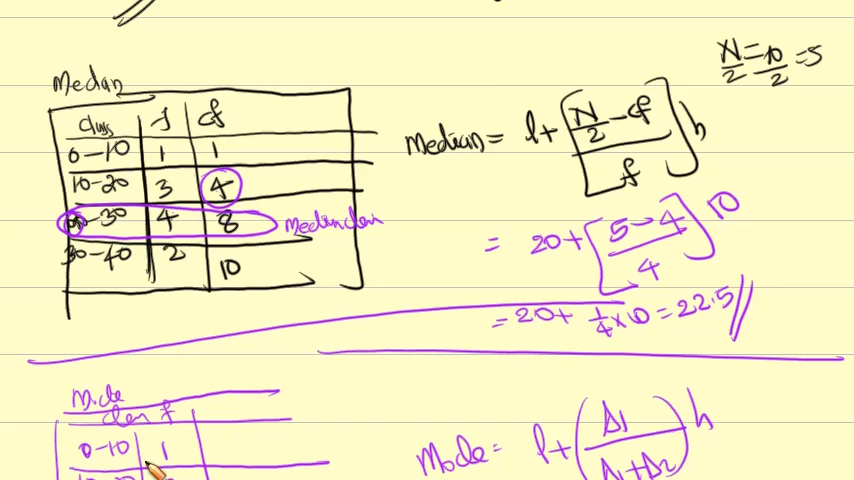 N/2 = 10/2 = 5
Median
class f cf
0-10 1 1
10-20 3 4
20-30 4 8 Median class
30-40 2 10
Median = l + [(N/2 - cf)/f] h
= 20 + [(5-4)/4] 10
= 20 + 1/4 × 10 = 22.5 //
Mode
class f
0-10 1
Mode = l + (Δ1/(Δ1+Δ2)) h